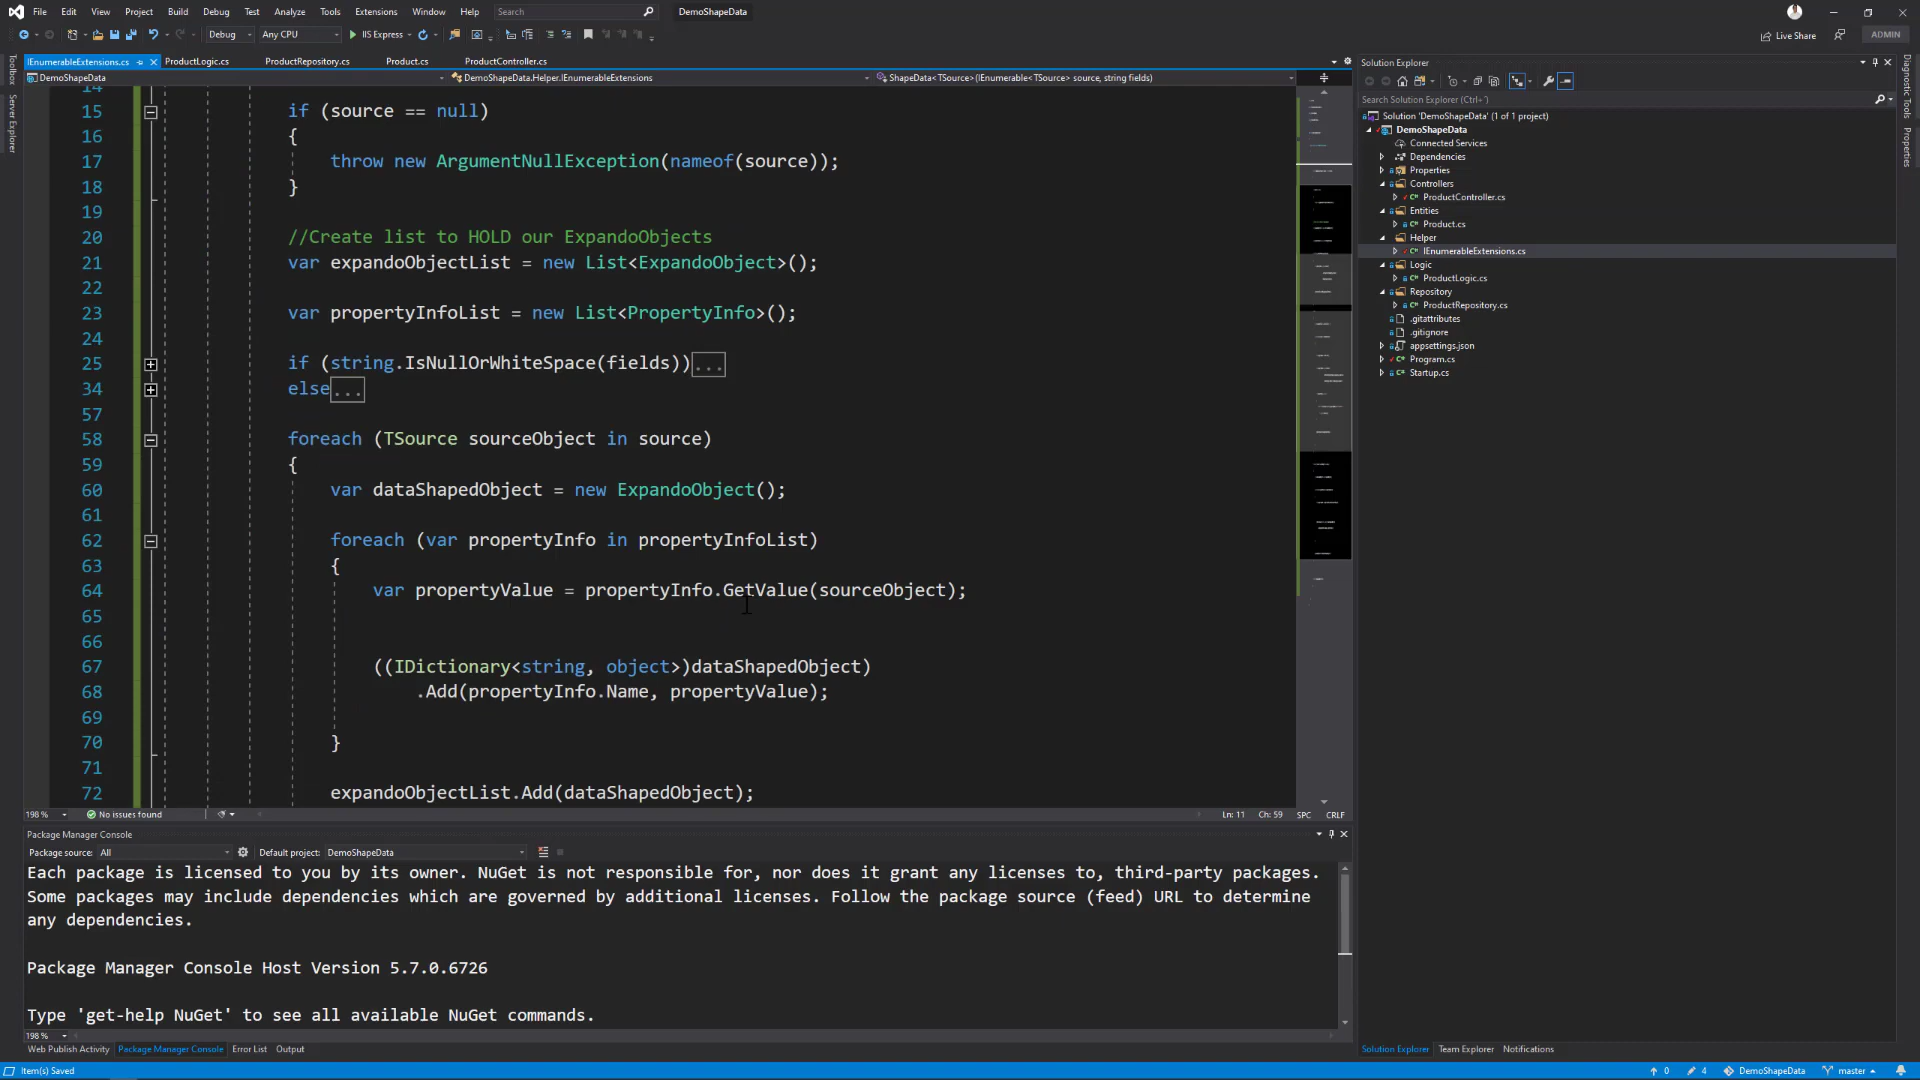 File Edit View Project Build Debug Test Analyze Tools Extensions Window Help Search DemoShapeData
Debug Any CPU IIS Express Live Share ADMIN
IEnumerableExtensions.cs ProductLogic.cs ProductRepository.cs Product.cs ProductController.cs
DemoShapeData DemoShapeData.Helper.IEnumerableExtensions ShapeData<TSource>(IEnumerable<TSource> source, string fields)
Toolbox
Server Explorer
14
15 if (source == null)
16 {
17 throw new ArgumentNullException(nameof(source));
18 }
19
20 //Create list to HOLD our ExpandoObjects
21 var expandoObjectList = new List<ExpandoObject>();
22
23 var propertyInfoList = new List<PropertyInfo>();
24
25 if (string.IsNullOrWhiteSpace(fields))...
34 else...
57
58 foreach (TSource sourceObject in source)
59 {
60 var dataShapedObject = new ExpandoObject();
61
62 foreach (var propertyInfo in propertyInfoList)
63 {
64 var propertyValue = propertyInfo.GetValue(sourceObject);
65
66
67 ((IDictionary<string, object>)dataShapedObject)
68 .Add(propertyInfo.Name, propertyValue);
69
70 }
71
72 expandoObjectList.Add(dataShapedObject);
198 % No issues found Ln: 11 Ch: 59 SPC CRLF
Package Manager Console
Package source: All Default project: DemoShapeData
Each package is licensed to you by its owner. NuGet is not responsible for, nor does it grant any licenses to, third-party packages.
Some packages may include dependencies which are governed by additional licenses. Follow the package source (feed) URL to determine
any dependencies.
Package Manager Console Host Version 5.7.0.6726
Type 'get-help NuGet' to see all available NuGet commands.
198 %
Web Publish Activity Package Manager Console Error List Output
Solution Explorer
Search Solution Explorer (Ctrl+')
Solution 'DemoShapeData' (1 of 1 project)
DemoShapeData
Connected Services
Dependencies
Properties
Controllers
ProductController.cs
Entities
Product.cs
Helper
IEnumerableExtensions.cs
Logic
ProductLogic.cs
Repository
ProductRepository.cs
.gitattributes
.gitignore
appsettings.json
Program.cs
Startup.cs
Solution Explorer Team Explorer Notifications
Diagnostic Tools
Properties
Item(s) Saved 0 4 DemoShapeData master